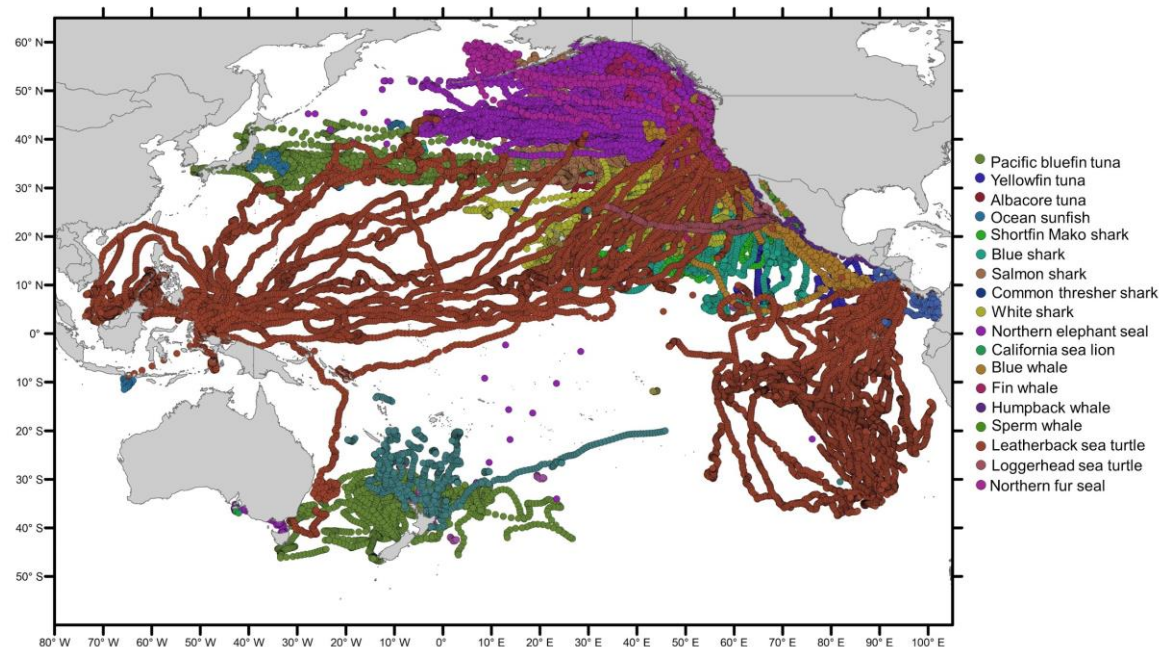 60° N
50° N
40° N
30° N
20° N
10° N
0°
10° S
20° S
30° S
40° S
50° S
80° W 70° W 60° W 50° W 40° W 30° W 20° W 10° W 0° 10° E 20° E 30° E 40° E 50° E 60° E 70° E 80° E 90° E 100° E
Pacific bluefin tuna
Yellowfin tuna
Albacore tuna
Ocean sunfish
Shortfin Mako shark
Blue shark
Salmon shark
Common thresher shark
White shark
Northern elephant seal
California sea lion
Blue whale
Fin whale
Humpback whale
Sperm whale
Leatherback sea turtle
Loggerhead sea turtle
Northern fur seal